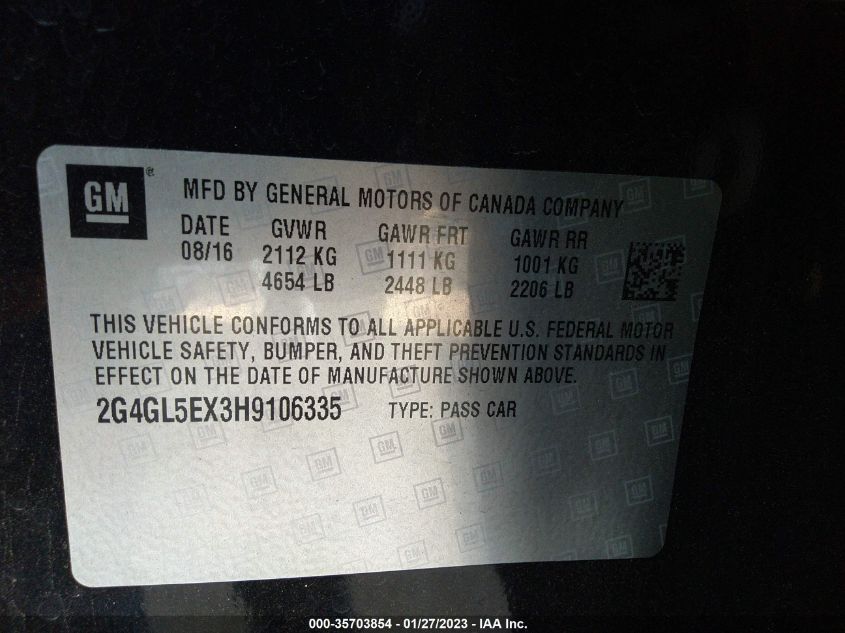 GM ®
MFD BY GENERAL MOTORS OF CANADA COMPANY
DATE GVWR GAWR FRT GAWR RR
08/16 2112 KG 1111 KG 1001 KG
4654 LB 2448 LB 2206 LB
THIS VEHICLE CONFORMS TO ALL APPLICABLE U.S. FEDERAL MOTOR
VEHICLE SAFETY, BUMPER, AND THEFT PREVENTION STANDARDS IN
EFFECT ON THE DATE OF MANUFACTURE SHOWN ABOVE.
2G4GL5EX3H9106335 TYPE: PASS CAR
000-35703854 - 01/27/2023 - IAA Inc.